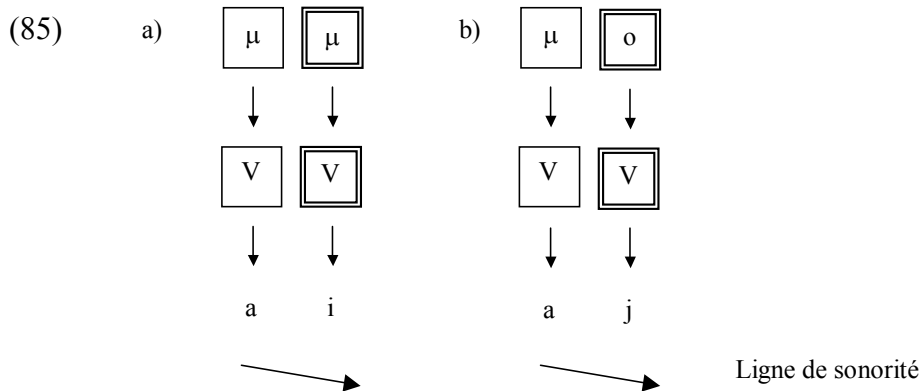 (85) a) μ μ b) μ o
V V V V
a i a j
Ligne de sonorité